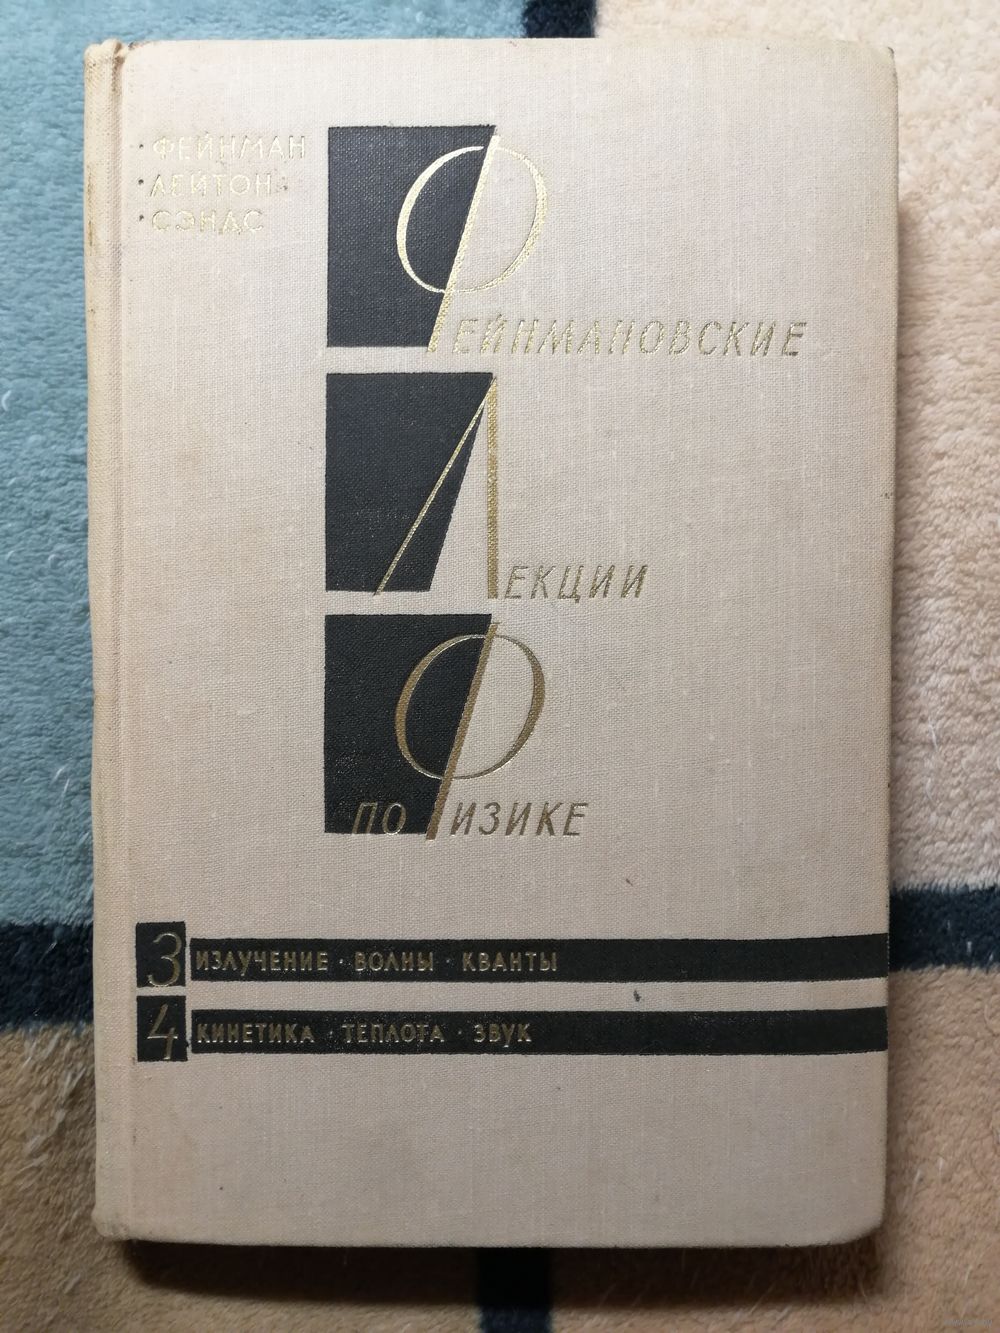 ФЕЙНМАН
ЛЕЙТОН
СЭНДС
ФЕЙНМАНОВСКИЕ
ЛЕКЦИИ
ПО ФИЗИКЕ
3 ИЗЛУЧЕНИЕ · ВОЛНЫ · КВАНТЫ
4 КИНЕТИКА · ТЕПЛОТА · ЗВУК